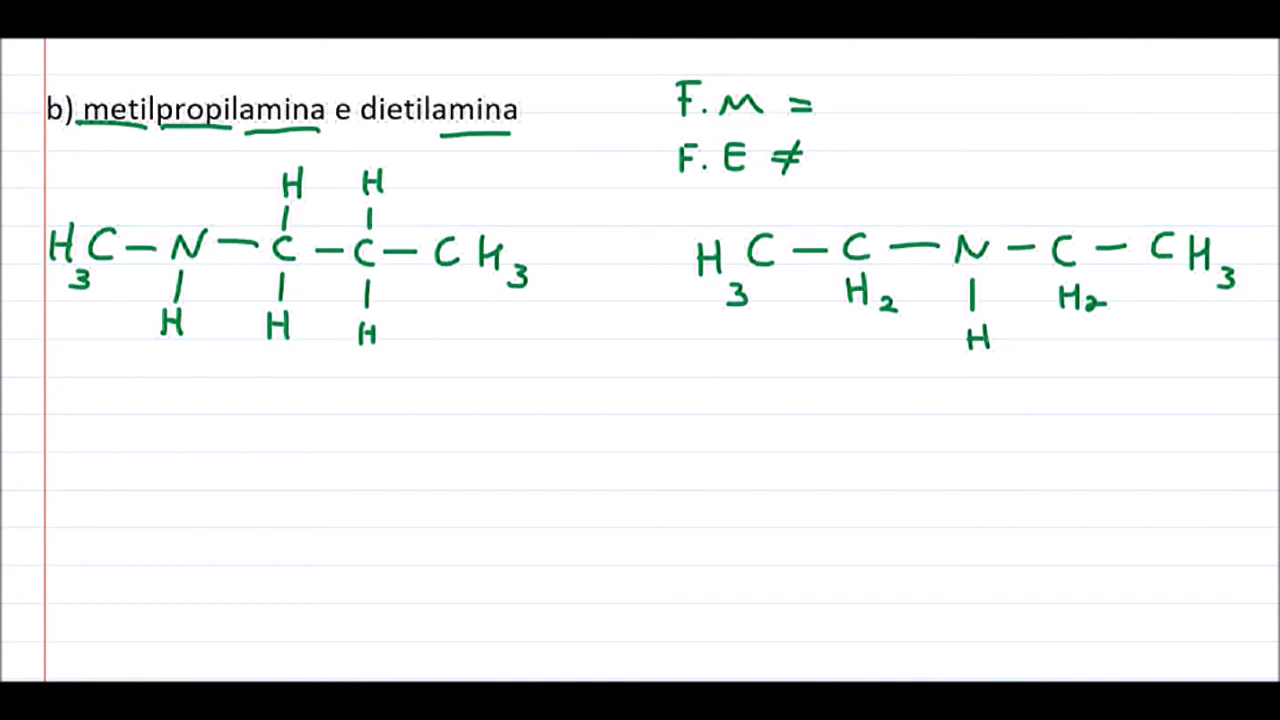 b) metilpropilamina e dietilamina
F. M =
F. E ≠
H H
H3C - N - C - C - CH3
H H H
H3C - C - N - C - CH3
H2 H2
H